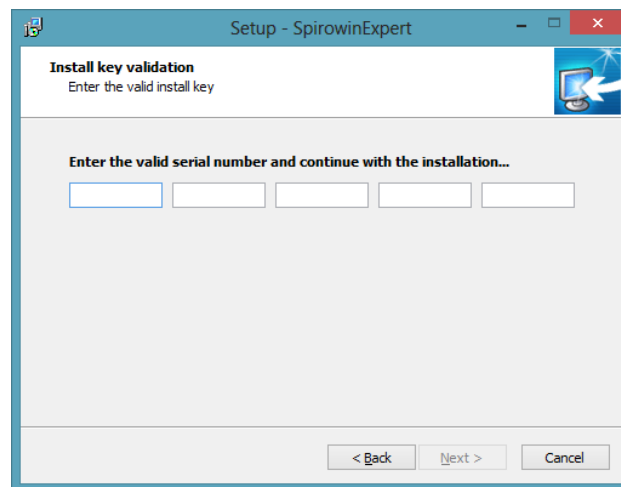 Setup - SpirowinExpert
Install key validation
Enter the valid install key
Enter the valid serial number and continue with the installation...
< Back
Next >
Cancel